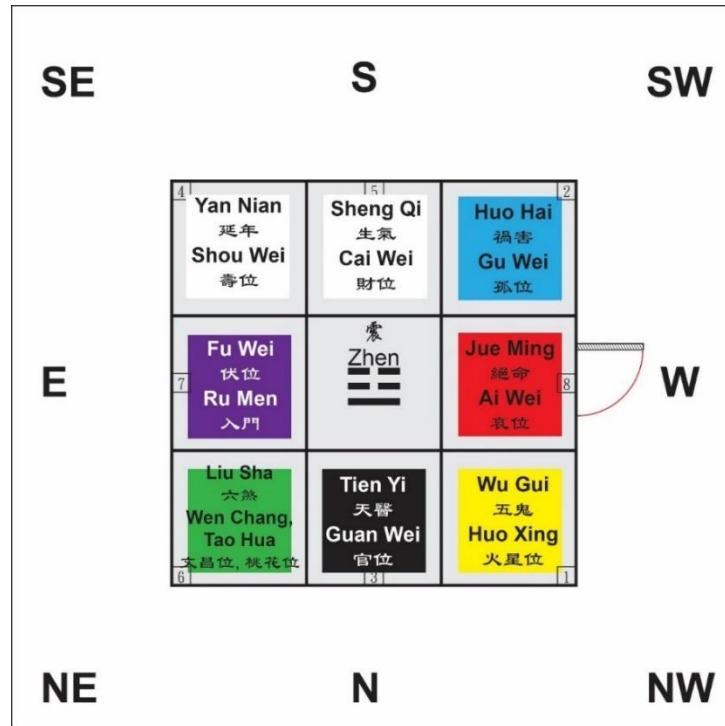 SE
S
SW
4
Yan Nian
延年
Shou Wei
壽位
5
Sheng Qi
生氣
Cai Wei
財位
2
Huo Hai
禍害
Gu Wei
孤位
E
Fu Wei
伏位
Ru Men
入門
7
震
Zhen
Jue Ming
絕命
Ai Wei
哀位
8
W
Liu Sha
六煞
Wen Chang,
Tao Hua
文昌位, 桃花位
6
Tien Yi
天醫
Guan Wei
官位
3
Wu Gui
五鬼
Huo Xing
火星位
1
NE
N
NW